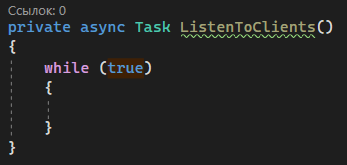 Ссылок: 0
private async Task ListenToClients()
{
while (true)
{
}
}